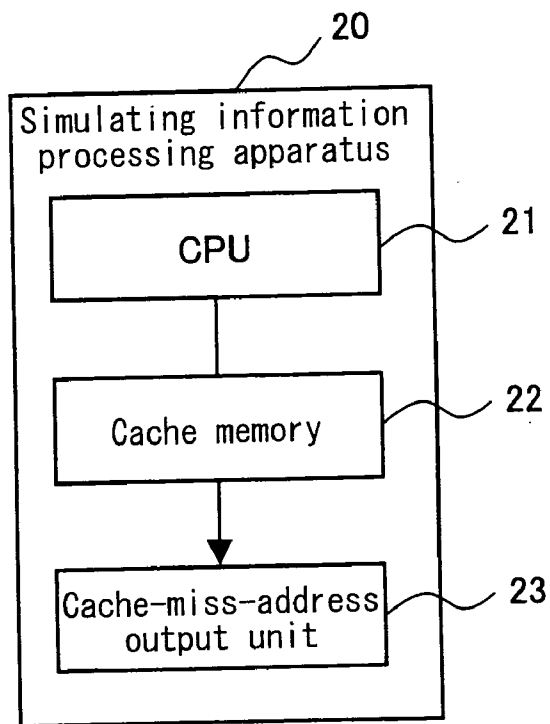 20
Simulating information
processing apparatus
CPU
21
Cache memory
22
Cache-miss-address
output unit
23